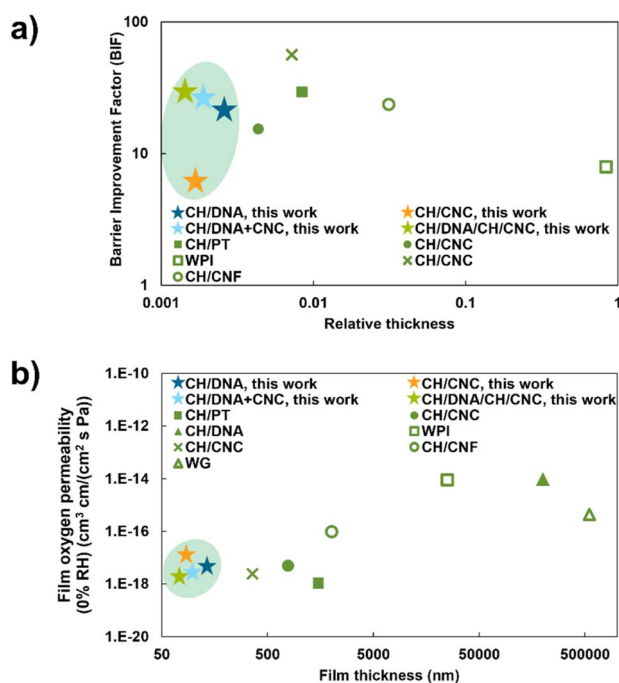 a)
Barrier Improvement Factor (BIF)
100
10
1
CH/DNA, this work
CH/CNC, this work
CH/DNA+CNC, this work
CH/DNA/CH/CNC, this work
CH/PT
CH/CNC
WPI
CH/CNC
CH/CNF
0.001
0.01
0.1
1
Relative thickness
b)
Film oxygen permeability
(0% RH) (cm³ cm/(cm² s Pa))
1.E-10
1.E-12
1.E-14
1.E-16
1.E-18
1.E-20
CH/DNA, this work
CH/CNC, this work
CH/DNA+CNC, this work
CH/DNA/CH/CNC, this work
CH/PT
CH/CNC
CH/DNA
WPI
CH/CNC
CH/CNF
WG
50
500
5000
50000
500000
Film thickness (nm)